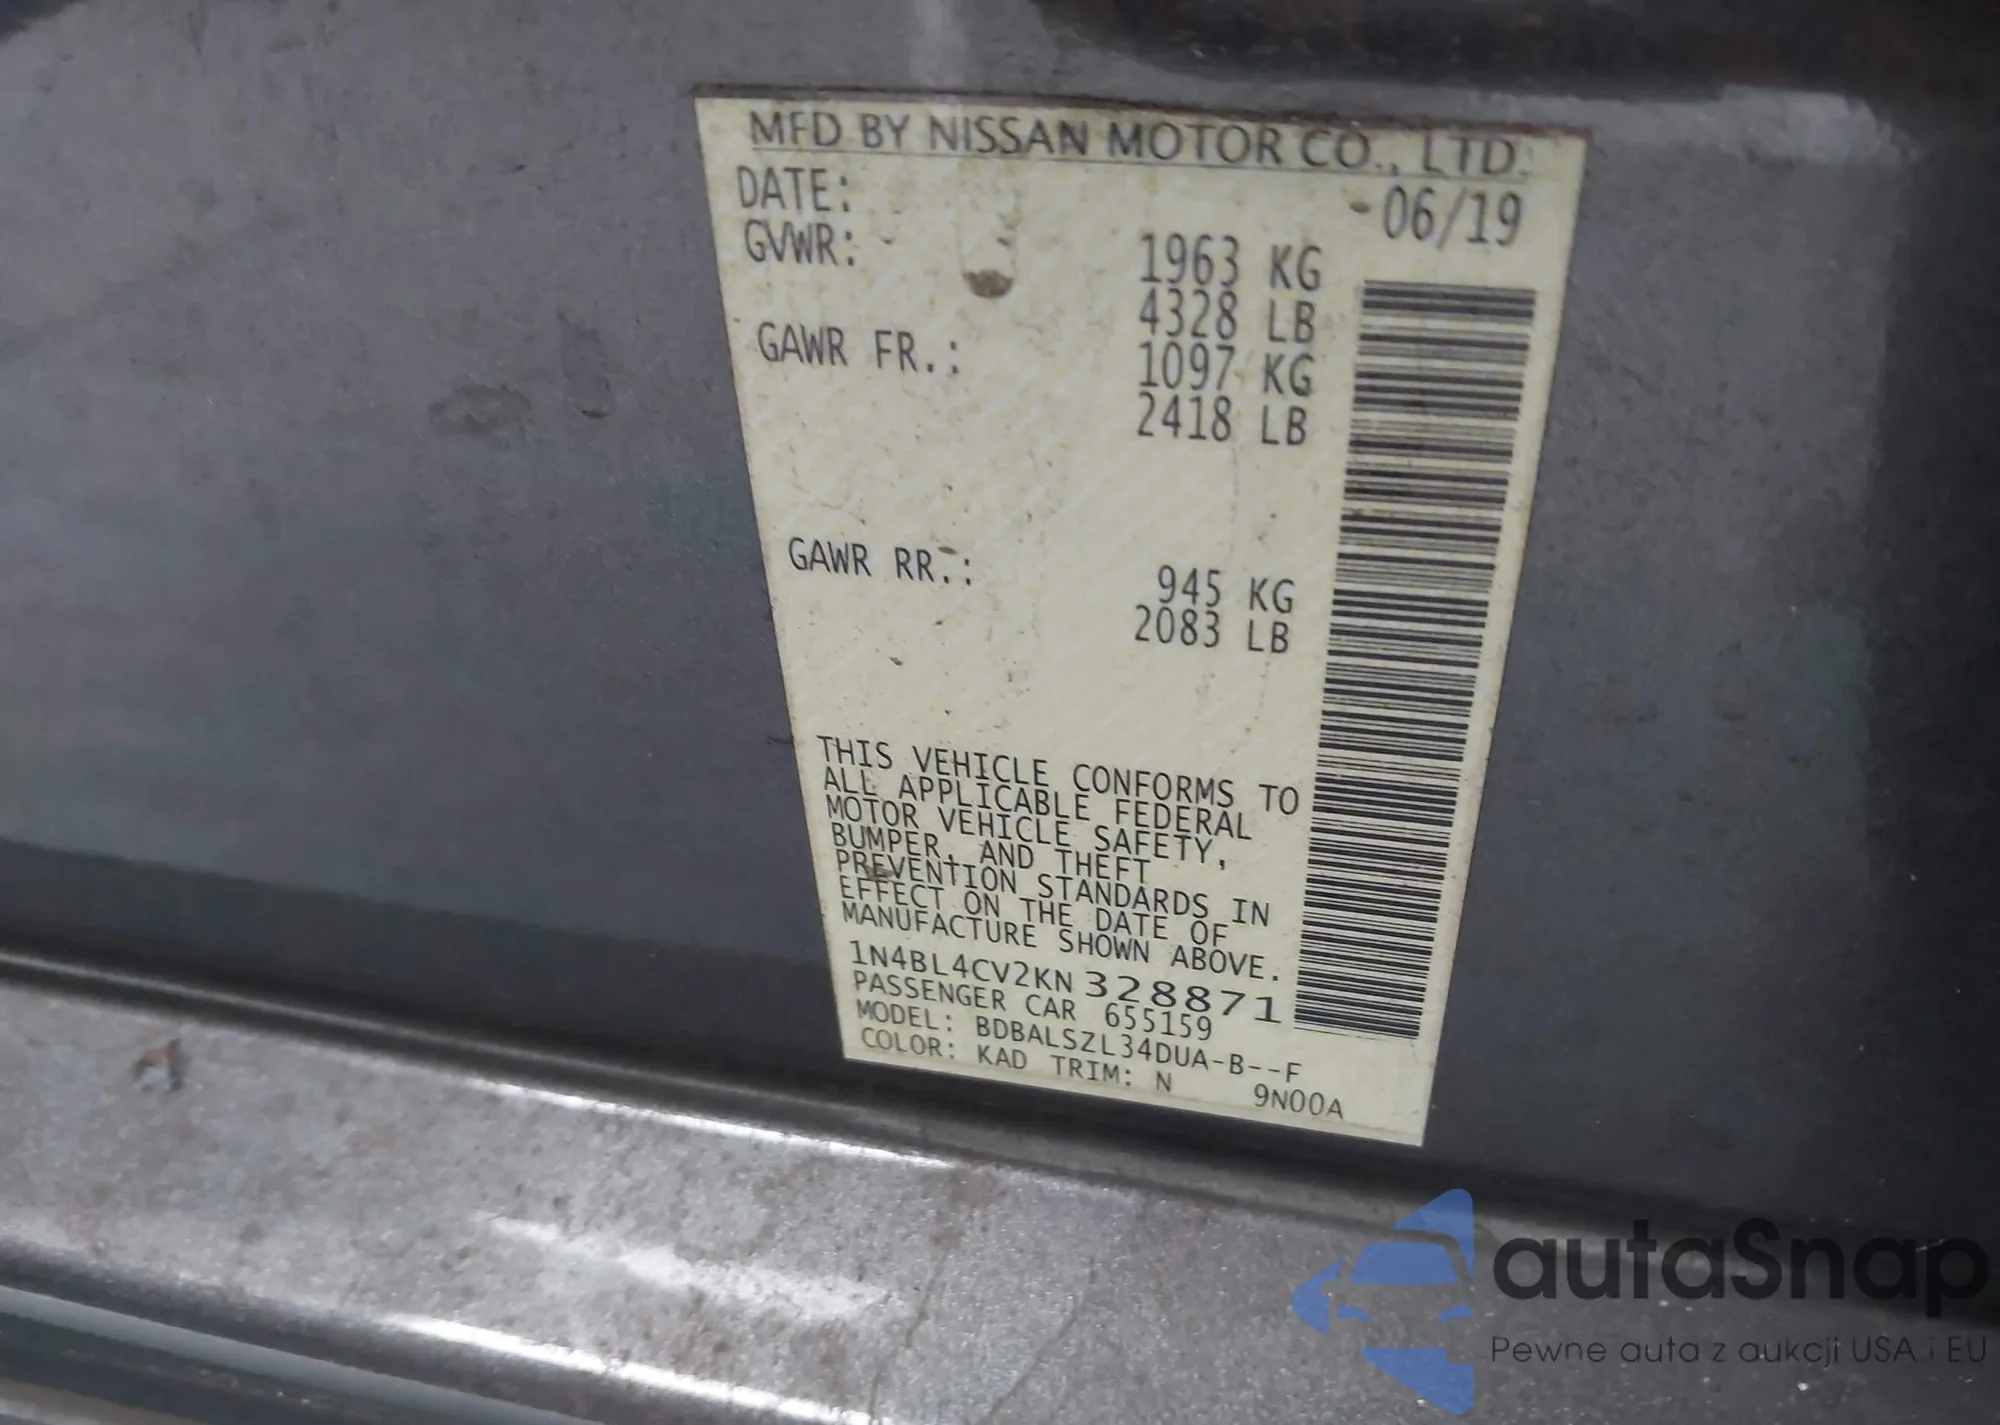 MFD BY NISSAN MOTOR CO., LTD.
DATE: 06/19
GVWR: 1963 KG
4328 LB
GAWR FR.: 1097 KG
2418 LB
GAWR RR.: 945 KG
2083 LB
THIS VEHICLE CONFORMS TO
ALL APPLICABLE FEDERAL
MOTOR VEHICLE SAFETY,
BUMPER, AND THEFT
PREVENTION STANDARDS IN
EFFECT ON THE DATE OF
MANUFACTURE SHOWN ABOVE.
1N4BL4CV2KN328871
PASSENGER CAR 655159
MODEL: BDBALSZL34DUA-B--F
COLOR: KAD TRIM: N 9N00A
autaSnap
Pewne auta z aukcji USA i EU